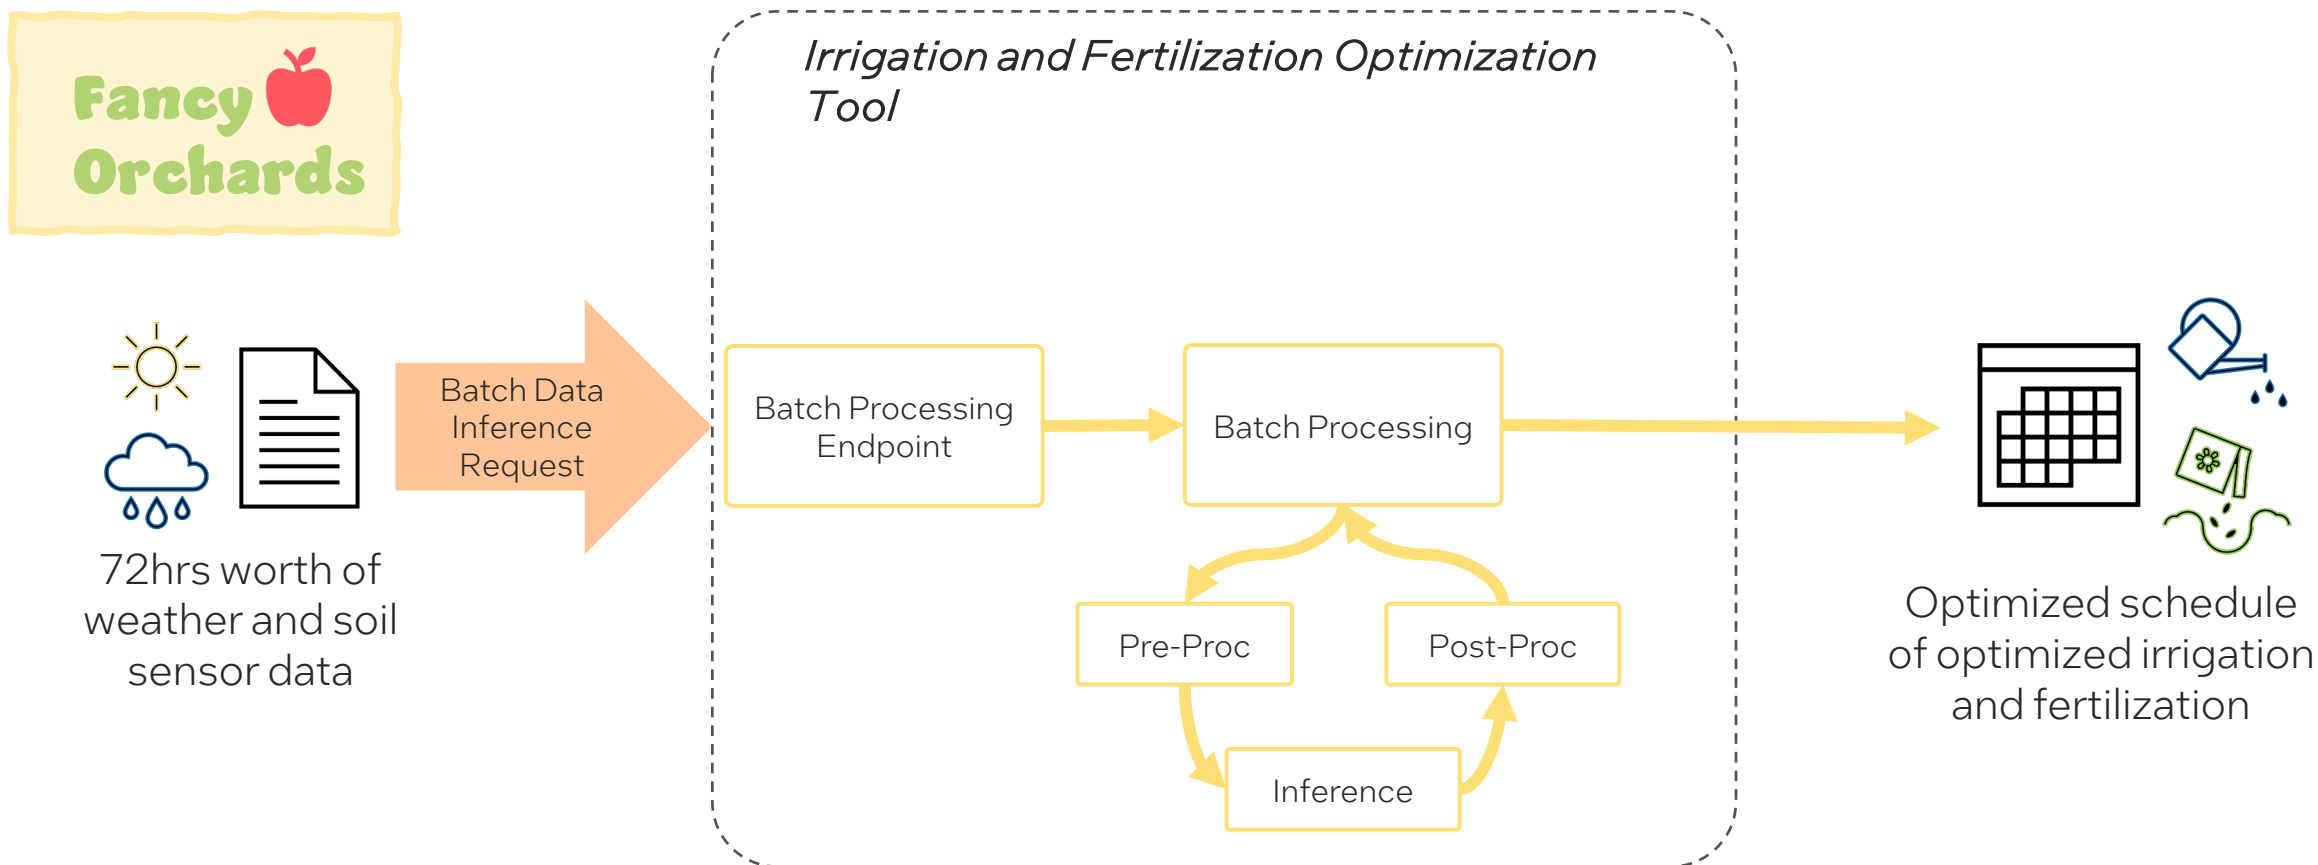 Fancy
Orchards
Irrigation and Fertilization Optimization
Tool
Batch Data
Inference
Request
Batch Processing
Endpoint
Batch Processing
72hrs worth of
weather and soil
sensor data
Pre-Proc
Post-Proc
Inference
Optimized schedule
of optimized irrigation
and fertilization